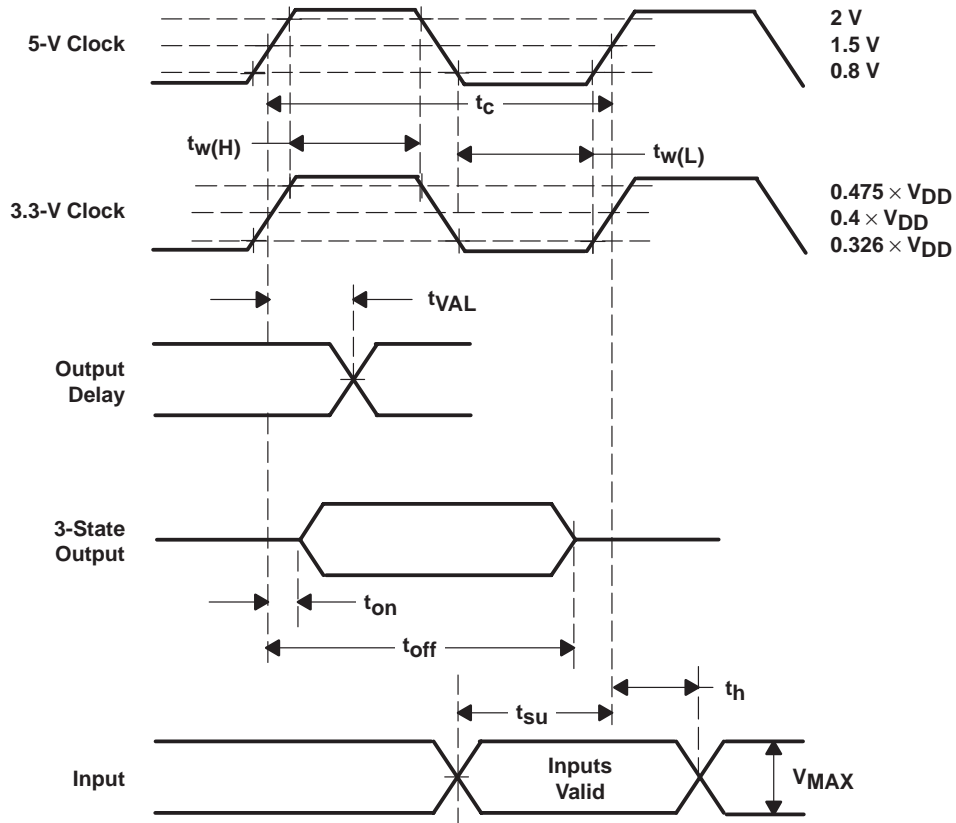 5-V Clock
2 V
1.5 V
0.8 V
tc
tw(H)
tw(L)
3.3-V Clock
0.475 × VDD
0.4 × VDD
0.326 × VDD
tVAL
Output
Delay
3-State
Output
ton
toff
th
tsu
Input
Inputs
Valid
VMAX